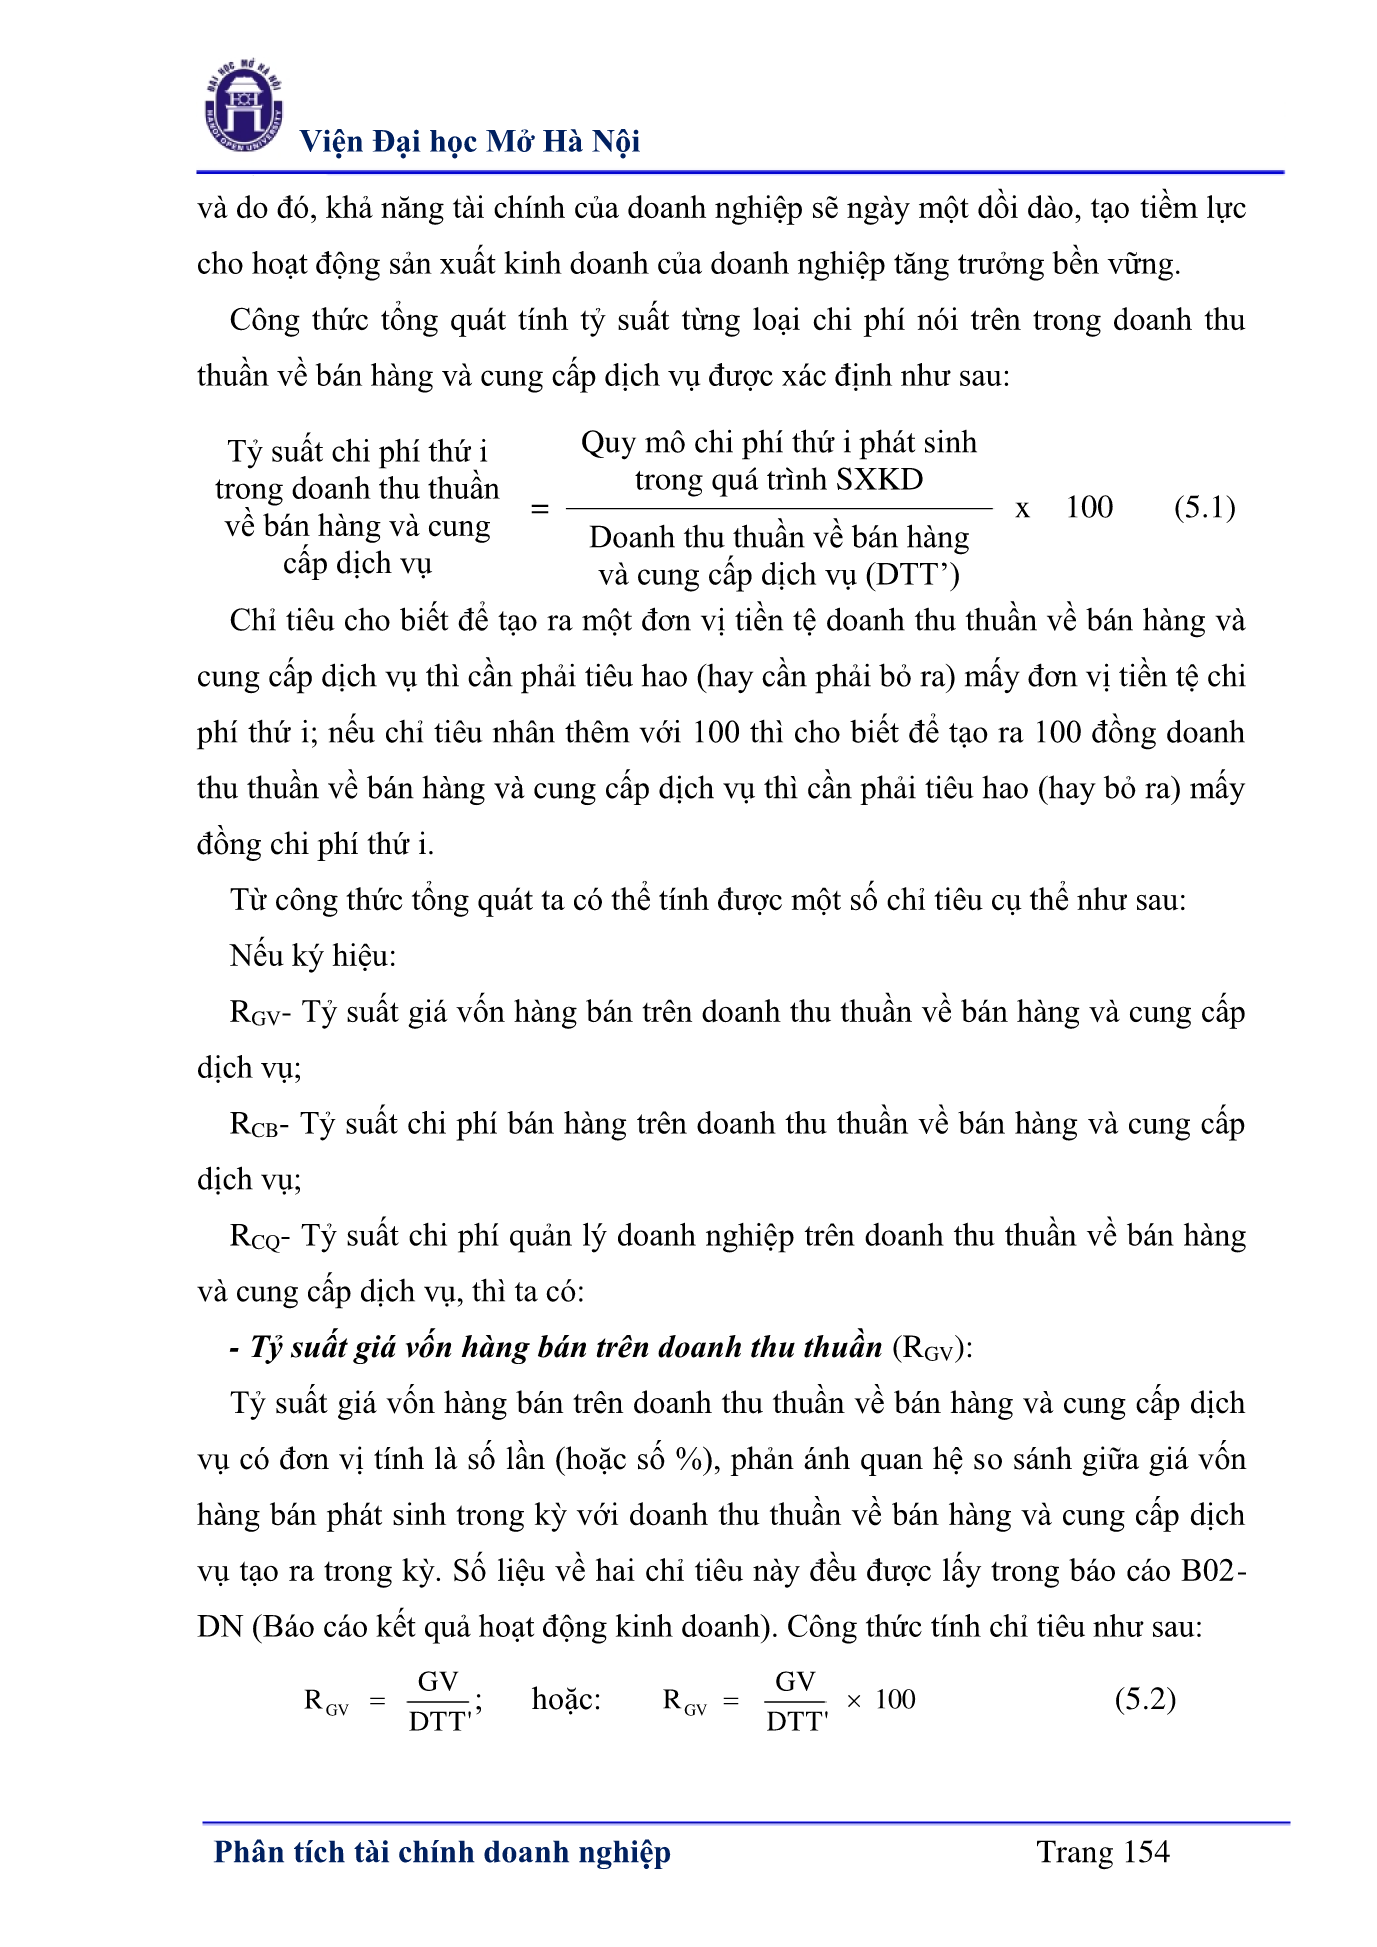 ĐẠI HỌC MỞ HÀ NỘI
HANOI OPEN UNIVERSITY
Viện Đại học Mở Hà Nội
và do đó, khả năng tài chính của doanh nghiệp sẽ ngày một dồi dào, tạo tiềm lực
cho hoạt động sản xuất kinh doanh của doanh nghiệp tăng trưởng bền vững.
Công thức tổng quát tính tỷ suất từng loại chi phí nói trên trong doanh thu
thuần về bán hàng và cung cấp dịch vụ được xác định như sau:
Tỷ suất chi phí thứ i
trong doanh thu thuần
về bán hàng và cung
cấp dịch vụ
=
Quy mô chi phí thứ i phát sinh
trong quá trình SXKD
Doanh thu thuần về bán hàng
và cung cấp dịch vụ (DTT’)
x 100 (5.1)
Chỉ tiêu cho biết để tạo ra một đơn vị tiền tệ doanh thu thuần về bán hàng và
cung cấp dịch vụ thì cần phải tiêu hao (hay cần phải bỏ ra) mấy đơn vị tiền tệ chi
phí thứ i; nếu chỉ tiêu nhân thêm với 100 thì cho biết để tạo ra 100 đồng doanh
thu thuần về bán hàng và cung cấp dịch vụ thì cần phải tiêu hao (hay bỏ ra) mấy
đồng chi phí thứ i.
Từ công thức tổng quát ta có thể tính được một số chỉ tiêu cụ thể như sau:
Nếu ký hiệu:
RGV- Tỷ suất giá vốn hàng bán trên doanh thu thuần về bán hàng và cung cấp
dịch vụ;
RCB- Tỷ suất chi phí bán hàng trên doanh thu thuần về bán hàng và cung cấp
dịch vụ;
RCQ- Tỷ suất chi phí quản lý doanh nghiệp trên doanh thu thuần về bán hàng
và cung cấp dịch vụ, thì ta có:
- Tỷ suất giá vốn hàng bán trên doanh thu thuần (RGV):
Tỷ suất giá vốn hàng bán trên doanh thu thuần về bán hàng và cung cấp dịch
vụ có đơn vị tính là số lần (hoặc số %), phản ánh quan hệ so sánh giữa giá vốn
hàng bán phát sinh trong kỳ với doanh thu thuần về bán hàng và cung cấp dịch
vụ tạo ra trong kỳ. Số liệu về hai chỉ tiêu này đều được lấy trong báo cáo B02-
DN (Báo cáo kết quả hoạt động kinh doanh). Công thức tính chỉ tiêu như sau:
RGV = GV / DTT' ; hoặc: RGV = GV / DTT' × 100 (5.2)
Phân tích tài chính doanh nghiệp Trang 154